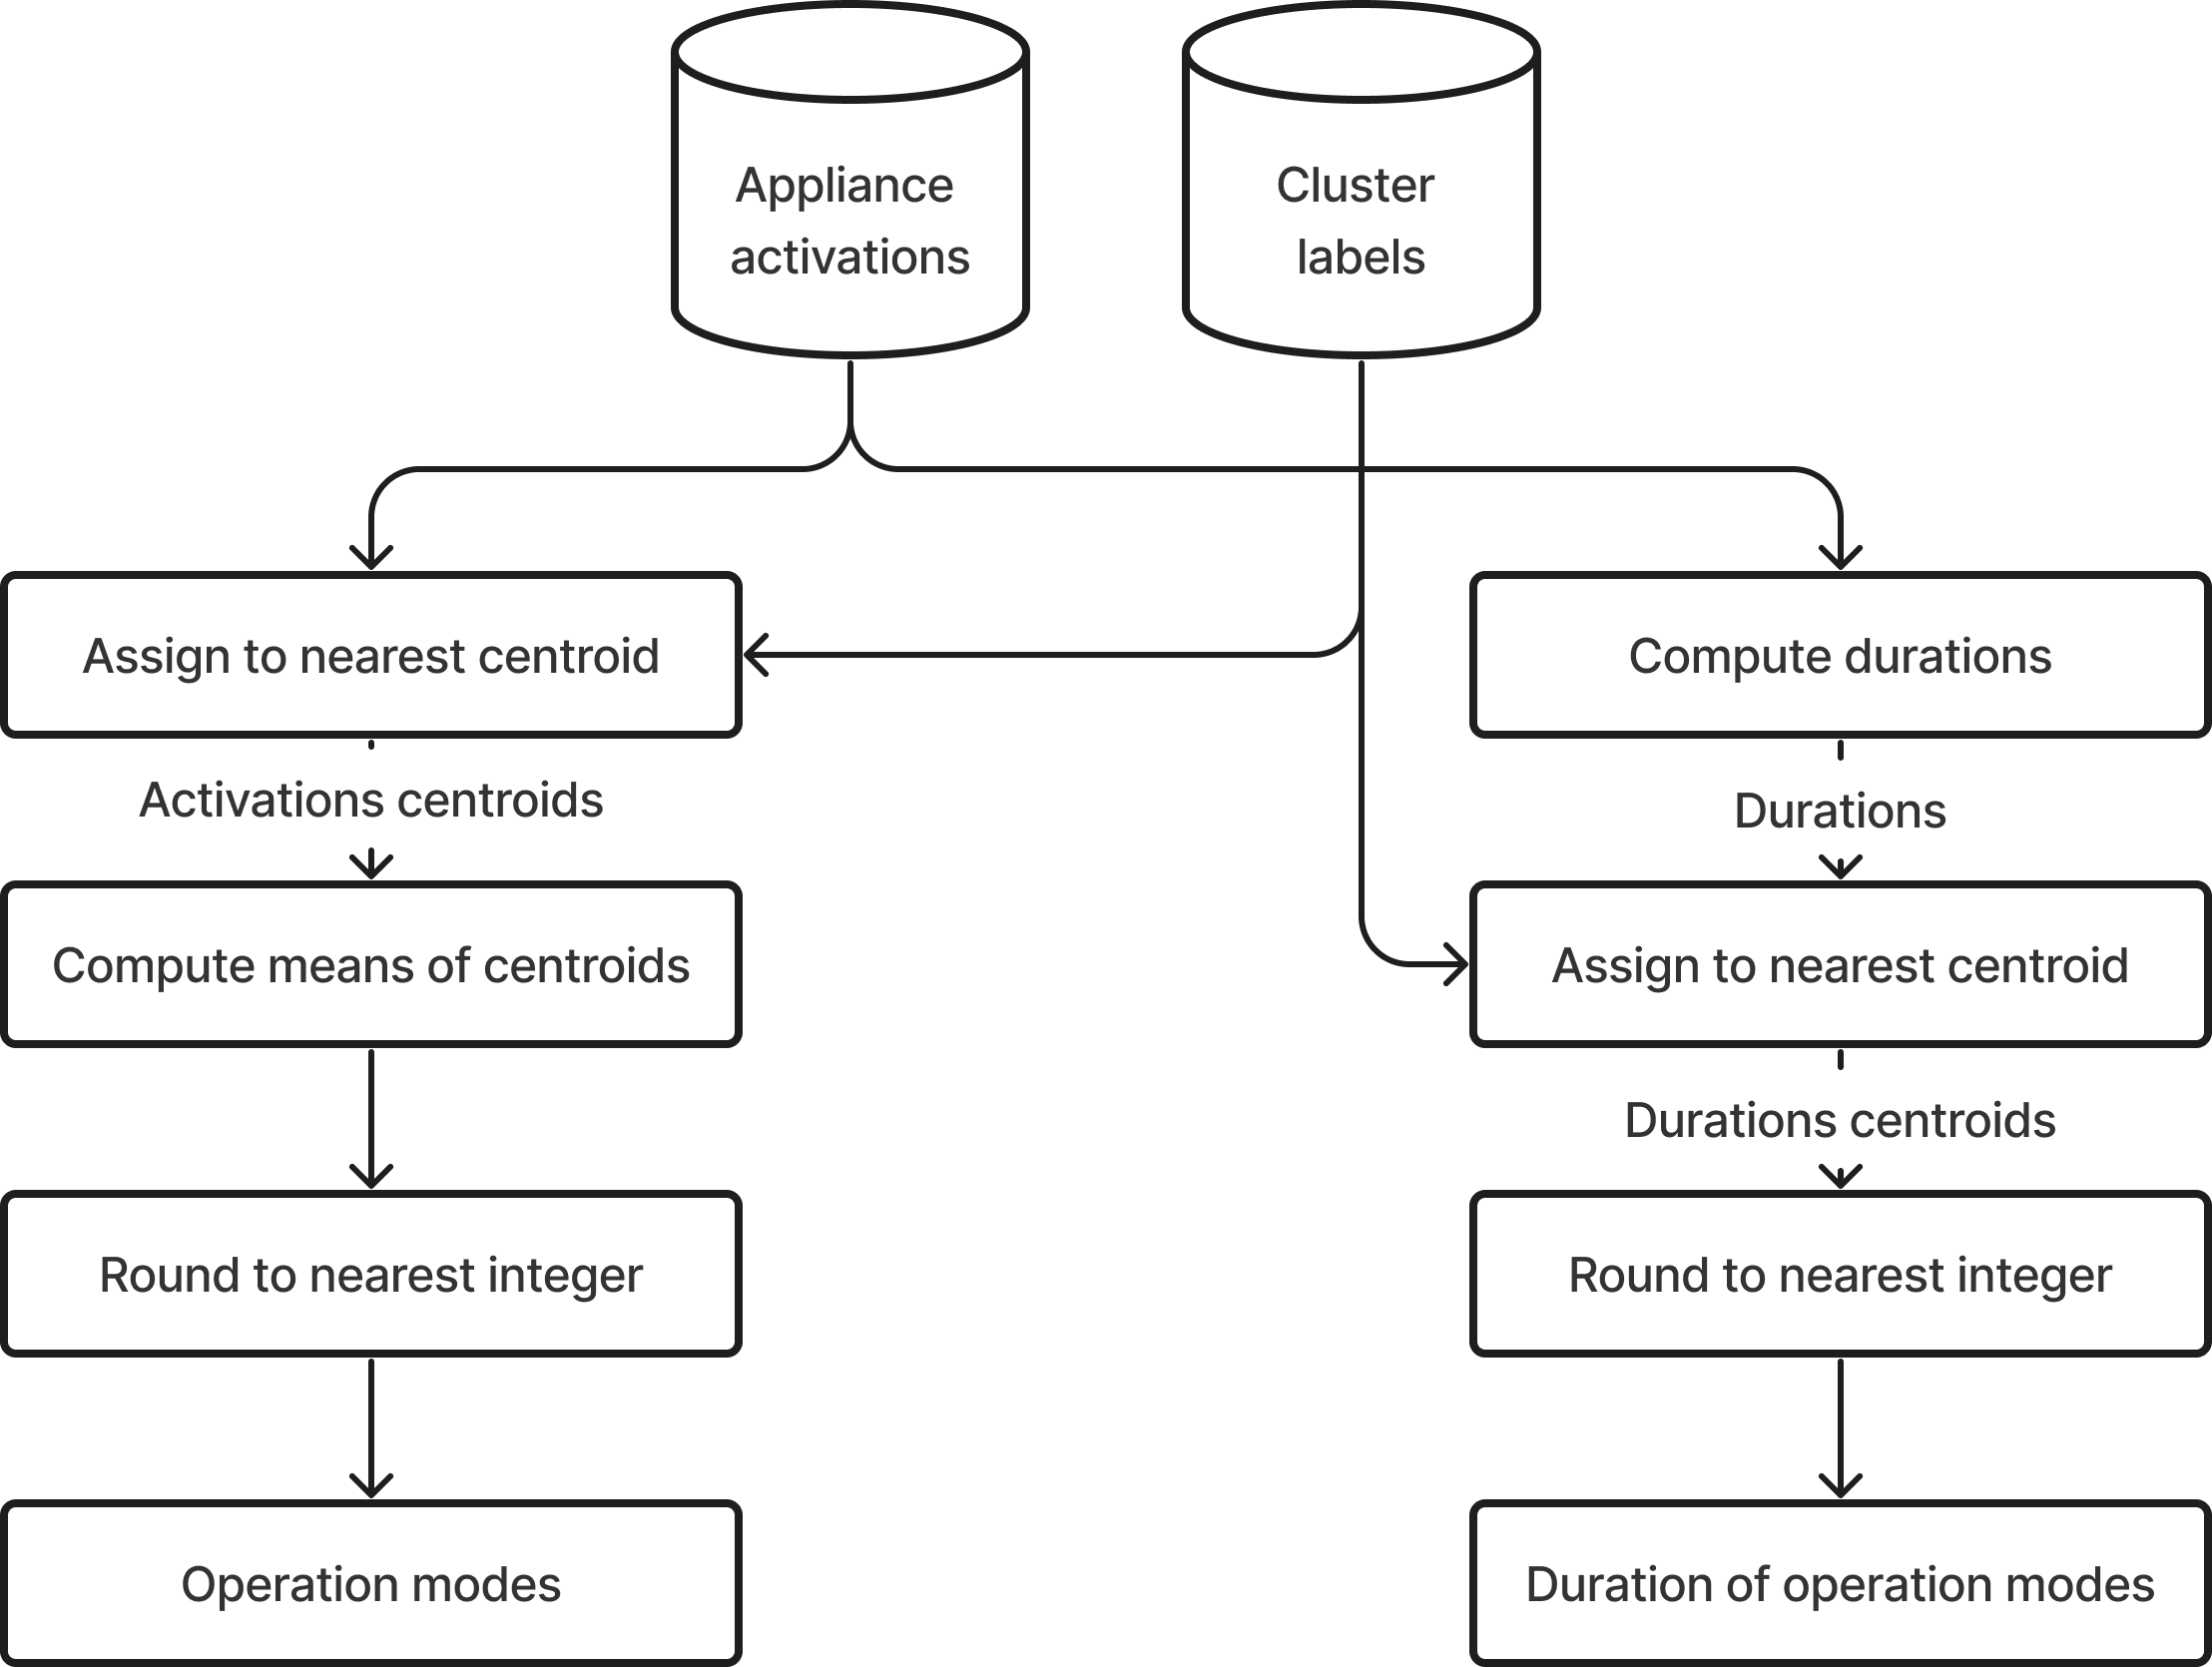 Appliance
activations
Cluster
labels
Assign to nearest centroid
Compute durations
Activations centroids
Durations
Compute means of centroids
Assign to nearest centroid
Durations centroids
Round to nearest integer
Round to nearest integer
Operation modes
Duration of operation modes